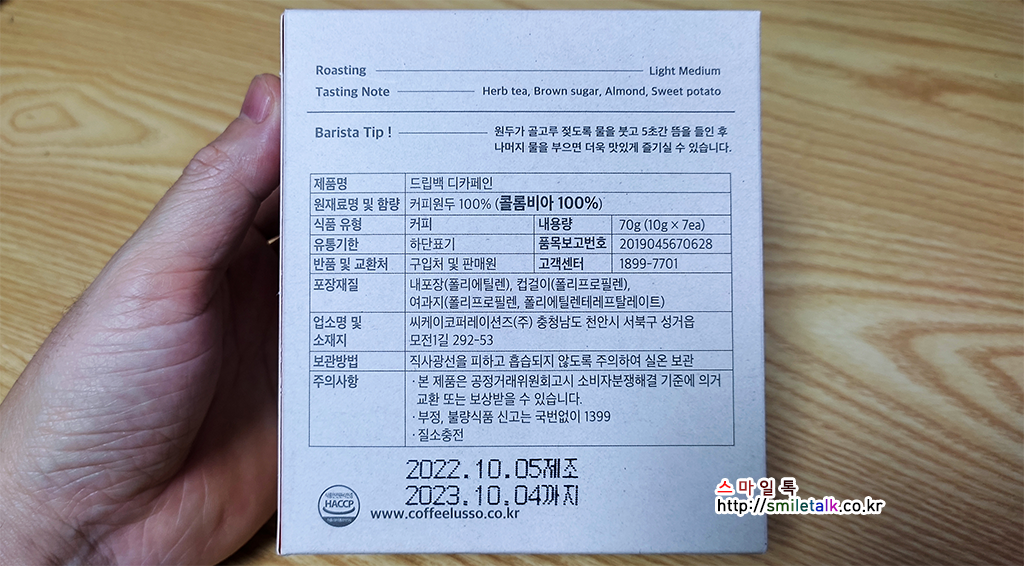 Roasting Light Medium
Tasting Note Herb tea, Brown sugar, Almond, Sweet potato
Barista Tip ! 원두가 골고루 젖도록 물을 붓고 5초간 뜸을 들인 후
나머지 물을 부으면 더욱 맛있게 즐기실 수 있습니다.
제품명 드립백 디카페인
원재료명 및 함량 커피원두 100% (콜롬비아 100%)
식품 유형 커피 내용량 70g (10g × 7ea)
유통기한 하단표기 품목보고번호 2019045670628
반품 및 교환처 구입처 및 판매원 고객센터 1899-7701
포장재질 내포장(폴리에틸렌), 컵걸이(폴리프로필렌),
여과지(폴리프로필렌, 폴리에틸렌테레프탈레이트)
업소명 및 씨케이코퍼레이션즈(주) 충청남도 천안시 서북구 성거읍
소재지 모전1길 292-53
보관방법 직사광선을 피하고 흡습되지 않도록 주의하여 실온 보관
주의사항 · 본 제품은 공정거래위원회고시 소비자분쟁해결 기준에 의거
교환 또는 보상받을 수 있습니다.
· 부정, 불량식품 신고는 국번없이 1399
· 질소충전
2022.10.05제조
2023.10.04까지
HACCP
www.coffeelusso.co.kr
스마일톡
http://smiletalk.co.kr